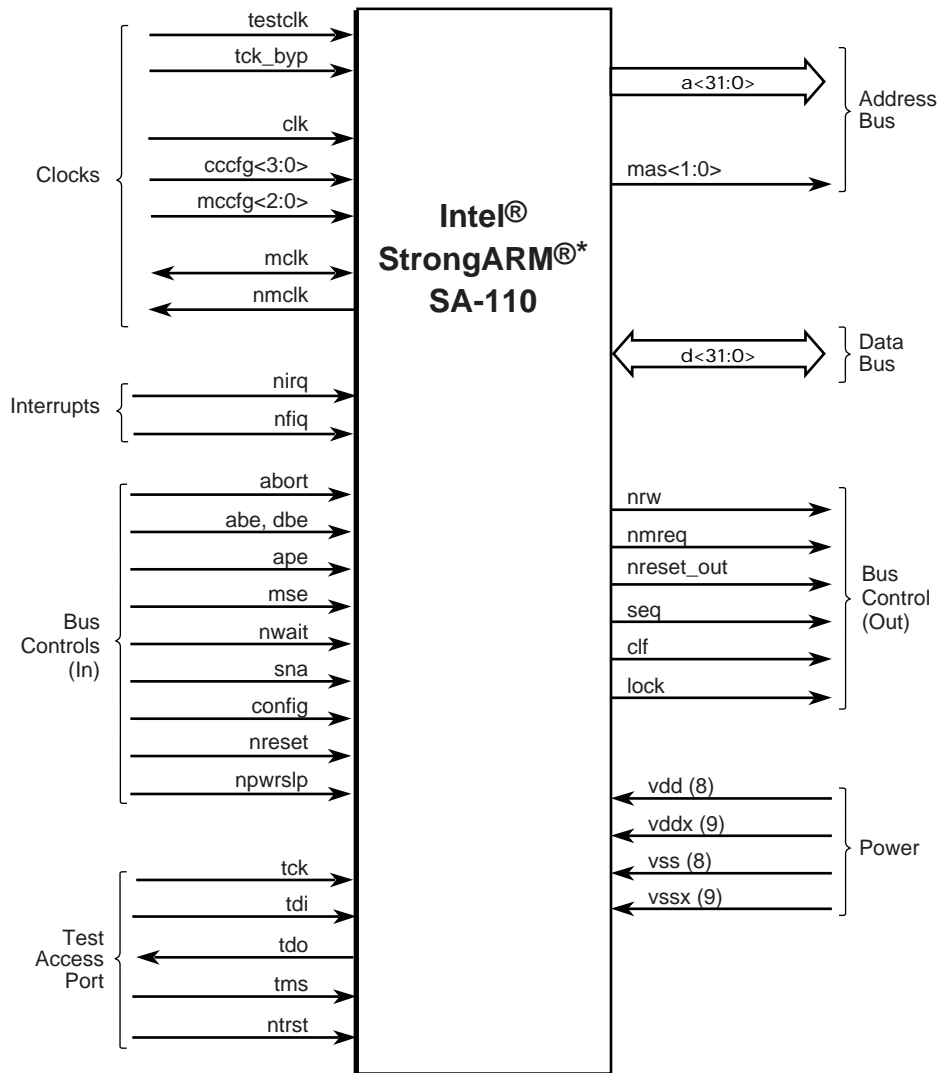 testclk
tck_byp
clk
cccfg<3:0>
mccfg<2:0>
mclk
nmclk
Clocks
nirq
nfiq
Interrupts
abort
abe, dbe
ape
mse
nwait
sna
config
nreset
npwrslp
Bus
Controls
(In)
tck
tdi
tdo
tms
ntrst
Test
Access
Port
Intel®
StrongARM®*
SA-110
a<31:0>
mas<1:0>
Address
Bus
d<31:0>
Data
Bus
nrw
nmreq
nreset_out
seq
clf
lock
Bus
Control
(Out)
vdd (8)
vddx (9)
vss (8)
vssx (9)
Power